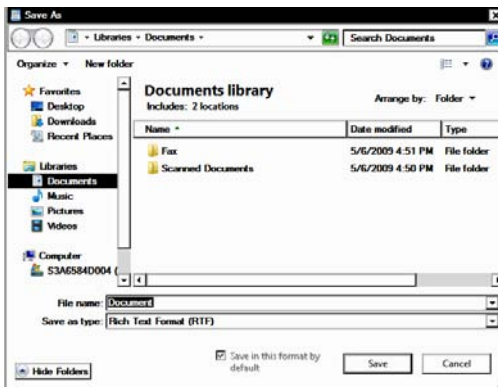 Save As
Libraries Documents
Search Documents
Organize New folder
Favorites
Desktop
Downloads
Recent Places
Libraries
Documents
Music
Pictures
Videos
Computer
S3A6584D004 (
Documents library
Includes: 2 locations
Arrange by: Folder
Name Date modified Type
Fax 5/6/2009 4:51 PM File folder
Scanned Documents 5/6/2009 4:50 PM File folder
File name: Document
Save as type: Rich Text Format (RTF)
Hide Folders
Save in this format by
default
Save
Cancel